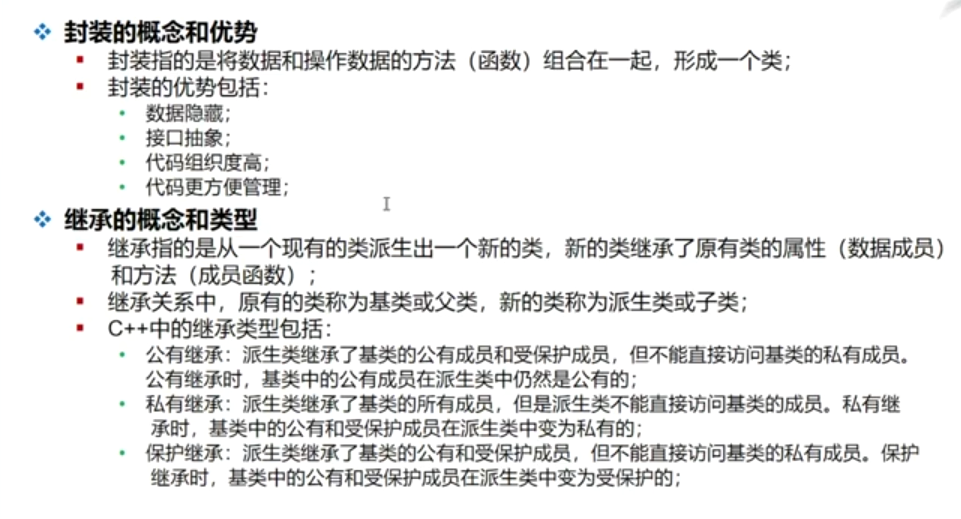 封装的概念和优势
封装指的是将数据和操作数据的方法（函数）组合在一起，形成一个类；
封装的优势包括：
数据隐藏；
接口抽象；
代码组织度高；
代码更方便管理；
继承的概念和类型
继承指的是从一个现有的类派生出一个新的类，新的类继承了原有类的属性（数据成员）
和方法（成员函数）；
继承关系中，原有的类称为基类或父类，新的类称为派生类或子类；
C++中的继承类型包括：
公有继承：派生类继承了基类的公有成员和受保护成员，但不能直接访问基类的私有成员。
公有继承时，基类中的公有成员在派生类中仍然是公有的；
私有继承：派生类继承了基类的所有成员，但是派生类不能直接访问基类的成员。私有继
承时，基类中的公有和受保护成员在派生类中变为私有的；
保护继承：派生类继承了基类的公有和受保护成员，但不能直接访问基类的私有成员。保护
继承时，基类中的公有和受保护成员在派生类中变为受保护的；